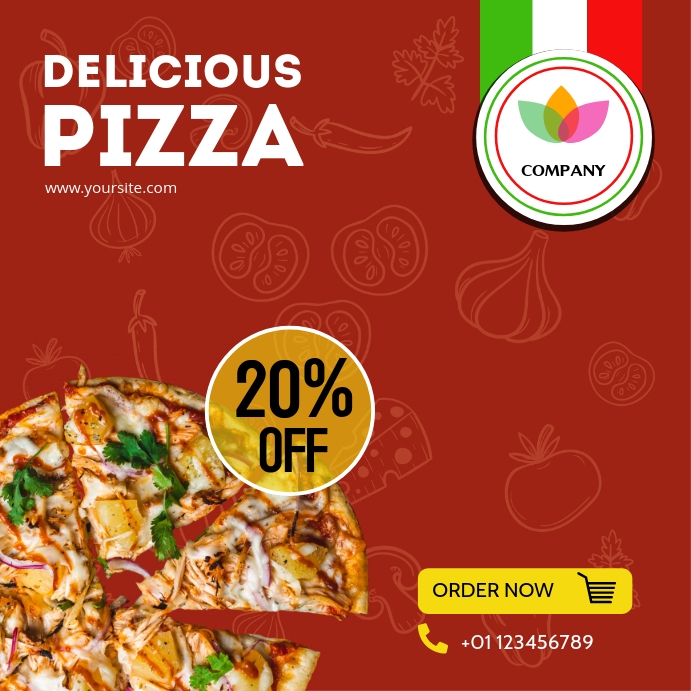 DELICIOUS
PIZZA
www.yoursite.com
COMPANY
20%
OFF
ORDER NOW
+01 123456789